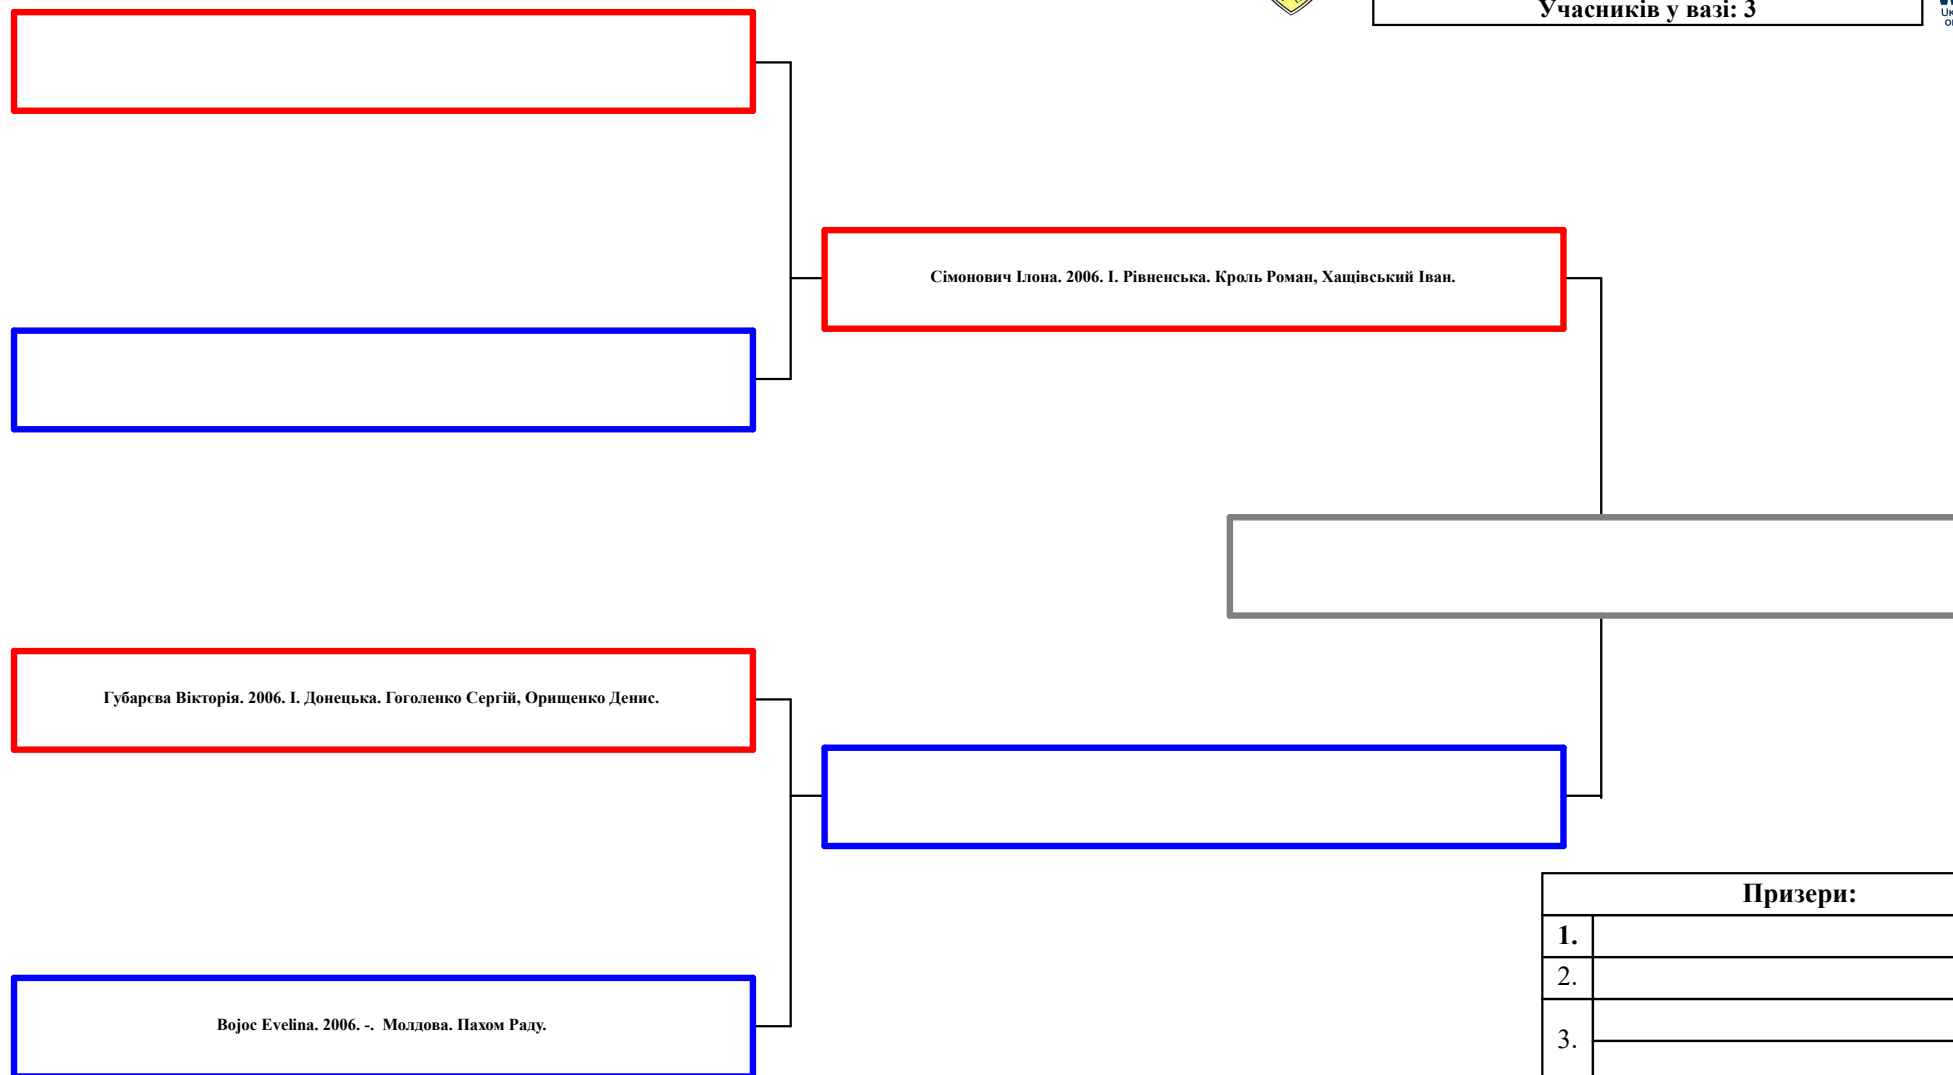 Учасників у вазі: 3
Сімонович Ілона. 2006. І. Рівненська. Кроль Роман, Хащівський Іван.
Губарєва Вікторія. 2006. І. Донецька. Гоголенко Сергій, Орищенко Денис.
Bojoc Evelina. 2006. -. Молдова. Пахом Раду.
Призери:
1.
2.
3.